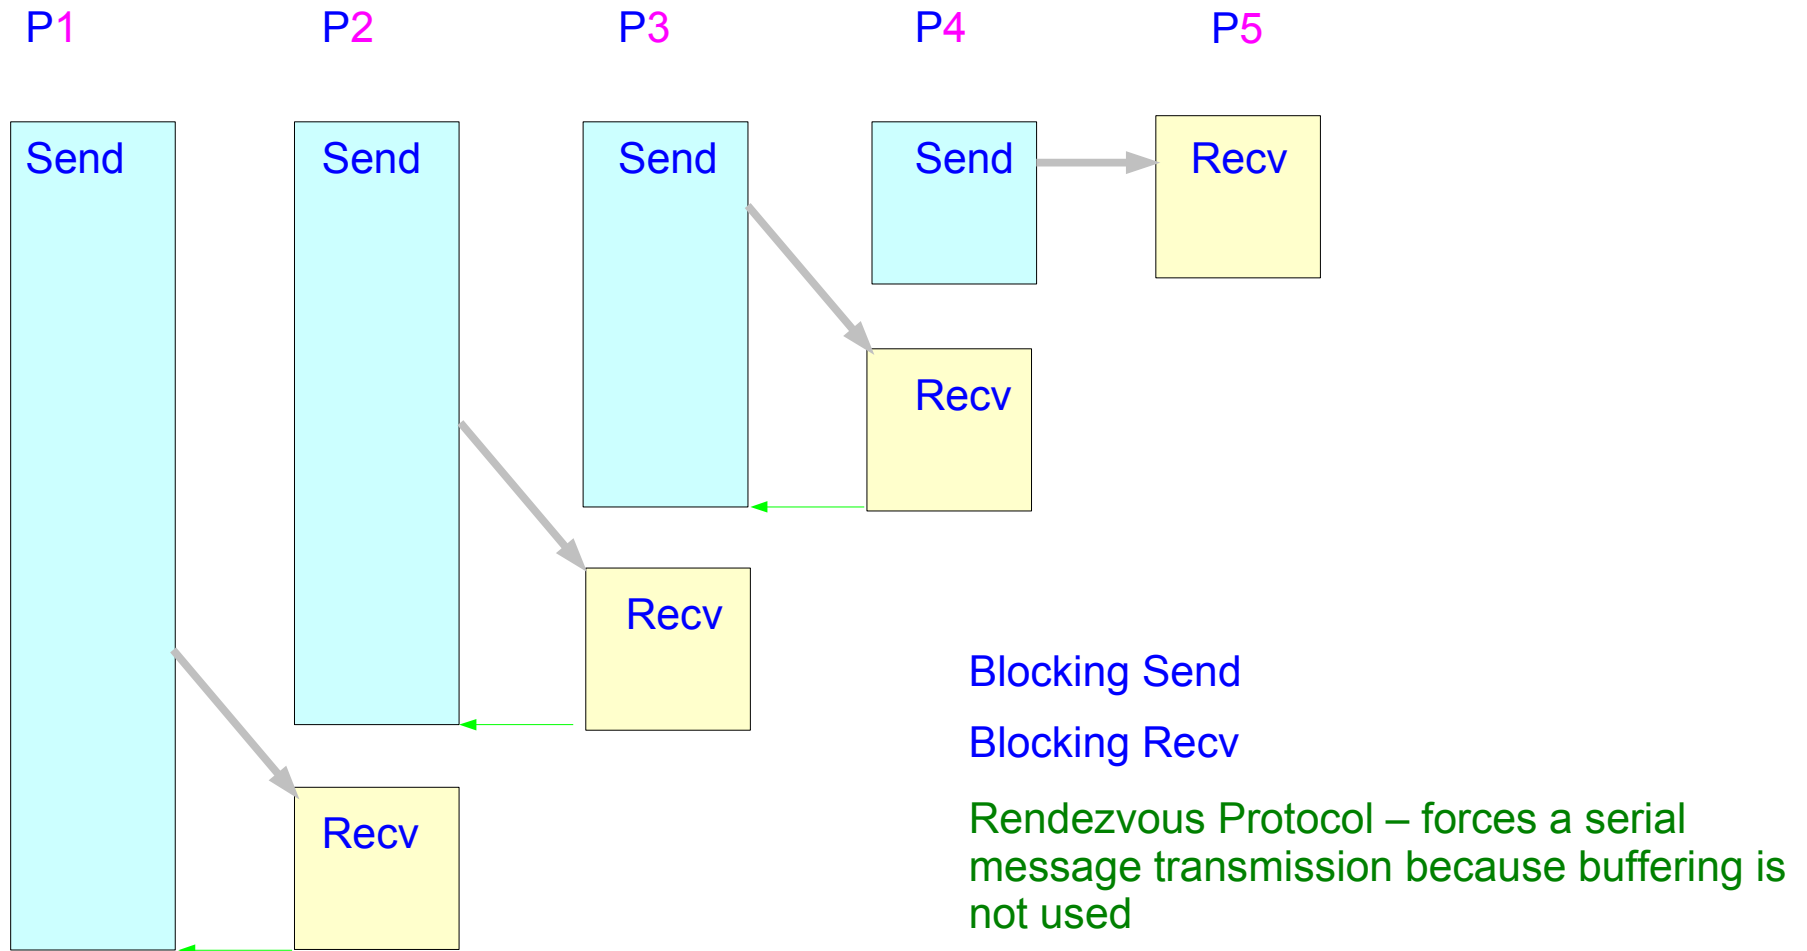 P1 P2 P3 P4 P5
Send Send Send Send Recv
Recv
Recv
Recv
Blocking Send
Blocking Recv
Rendezvous Protocol – forces a serial
message transmission because buffering is
not used